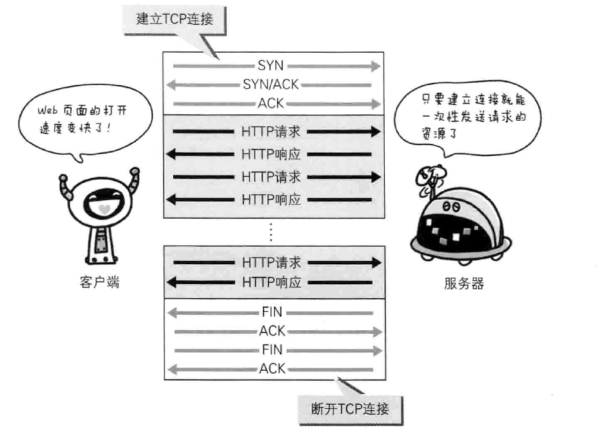 建立TCP连接
SYN
SYN/ACK
ACK
Web 页面的打开
速度变快了！
只要建立连接就能
一次性发送请求的
资源了
HTTP请求
HTTP响应
HTTP请求
HTTP响应
HTTP请求
HTTP响应
客户端
服务器
FIN
ACK
FIN
ACK
断开TCP连接